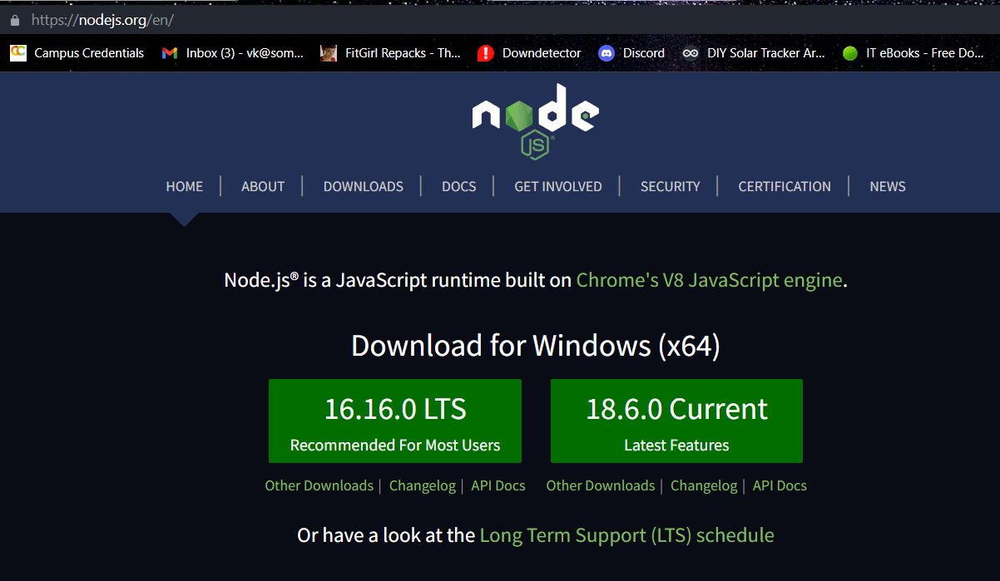 https://nodejs.org/en/
Campus Credentials Inbox (3) - vk@som... FitGirl Repacks - Th... Downdetector Discord DIY Solar Tracker Ar... IT eBooks - Free Do...
node
JS
HOME | ABOUT | DOWNLOADS | DOCS | GET INVOLVED | SECURITY | CERTIFICATION | NEWS
Node.js® is a JavaScript runtime built on Chrome's V8 JavaScript engine.
Download for Windows (x64)
16.16.0 LTS
Recommended For Most Users
18.6.0 Current
Latest Features
Other Downloads | Changelog | API Docs
Other Downloads | Changelog | API Docs
Or have a look at the Long Term Support (LTS) schedule